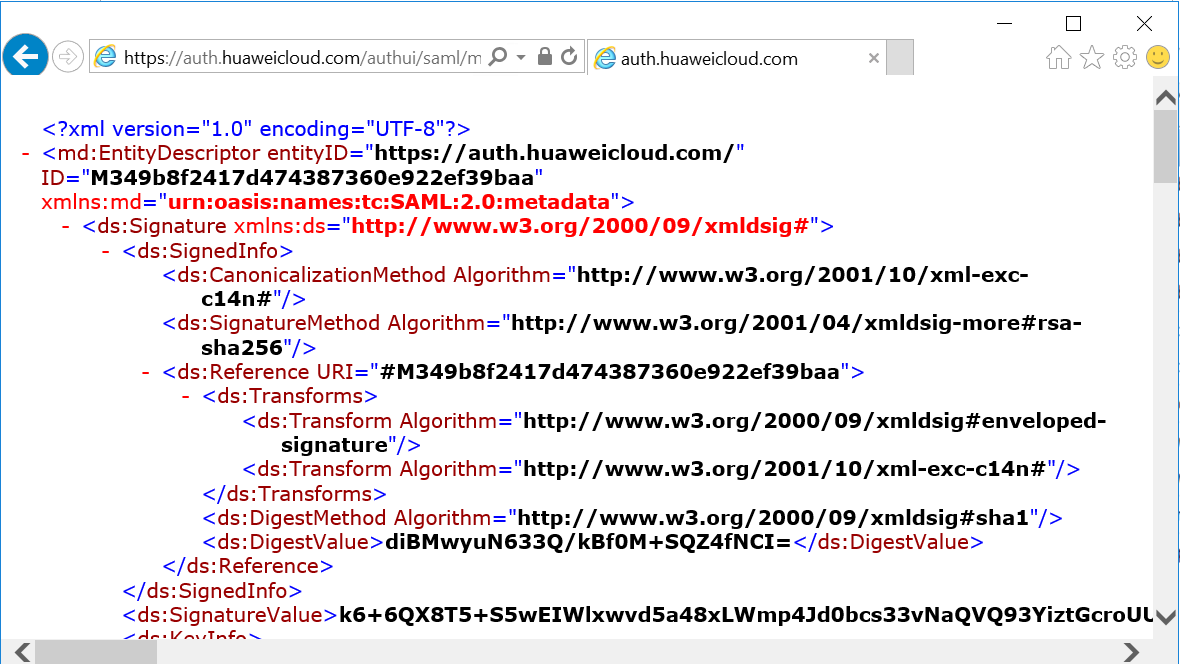 https://auth.huaweicloud.com/authui/saml/m
auth.huaweicloud.com
<?xml version="1.0" encoding="UTF-8"?>
- <md:EntityDescriptor entityID="https://auth.huaweicloud.com/"
ID="M349b8f2417d474387360e922ef39baa"
xmlns:md="urn:oasis:names:tc:SAML:2.0:metadata">
- <ds:Signature xmlns:ds="http://www.w3.org/2000/09/xmldsig#">
- <ds:SignedInfo>
<ds:CanonicalizationMethod Algorithm="http://www.w3.org/2001/10/xml-exc-
c14n#"/>
<ds:SignatureMethod Algorithm="http://www.w3.org/2001/04/xmldsig-more#rsa-
sha256"/>
- <ds:Reference URI="#M349b8f2417d474387360e922ef39baa">
- <ds:Transforms>
<ds:Transform Algorithm="http://www.w3.org/2000/09/xmldsig#enveloped-
signature"/>
<ds:Transform Algorithm="http://www.w3.org/2001/10/xml-exc-c14n#"/>
</ds:Transforms>
<ds:DigestMethod Algorithm="http://www.w3.org/2000/09/xmldsig#sha1"/>
<ds:DigestValue>diBMwyuN633Q/kBf0M+SQZ4fNCI=</ds:DigestValue>
</ds:Reference>
</ds:SignedInfo>
<ds:SignatureValue>k6+6QX8T5+S5wEIWlxwvd5a48xLWmp4Jd0bcs33vNaQVQ93YiztGcroUU
<ds:KeyInfo>